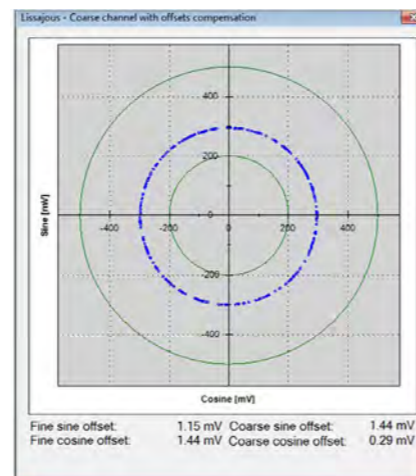 Lissajous - Coarse channel with offsets compensation
400
200
-400
-200
200
400
-200
-400
Sine [mV]
Cosine [mV]
Fine sine offset: 1.15 mV Coarse sine offset: 1.44 mV
Fine cosine offset: 1.44 mV Coarse cosine offset: 0.29 mV